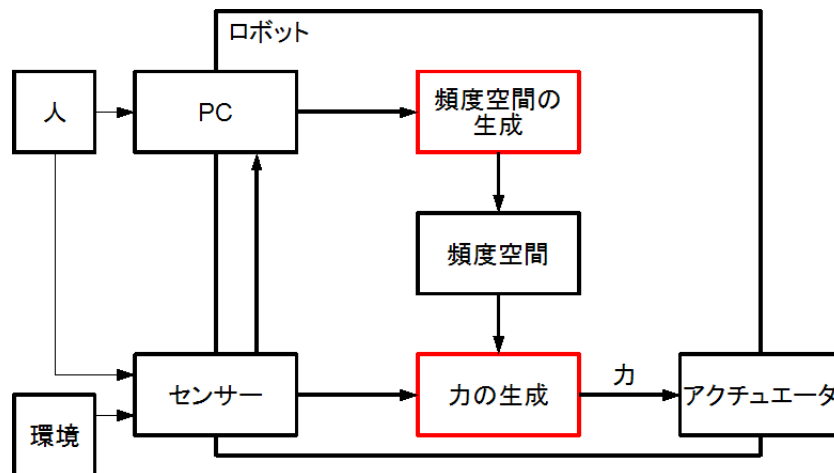 ロボット
人
PC
頻度空間の
生成
頻度空間
センサー
力の生成
力
アクチュエータ
環境